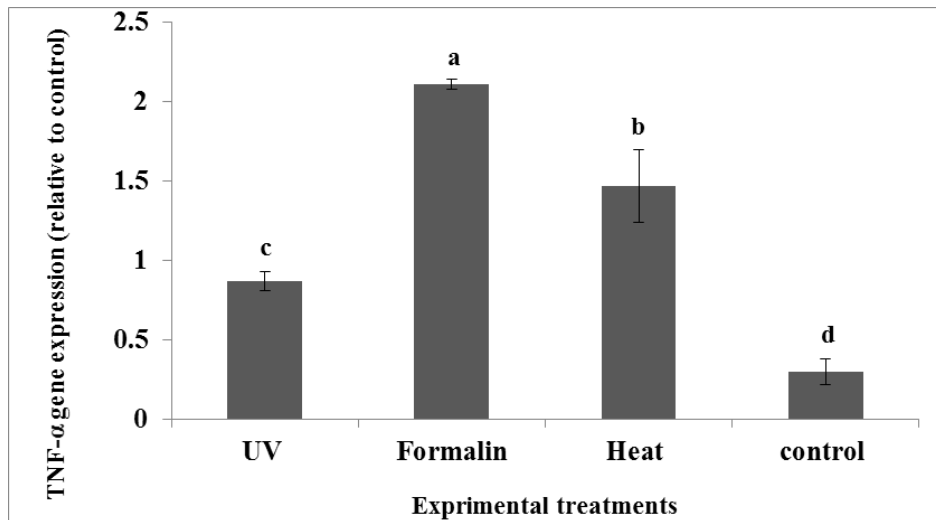 TNF-α gene expression (relative to control)
2.5
2
1.5
1
0.5
0
c
a
b
d
UV Formalin Heat control
Exprimental treatments